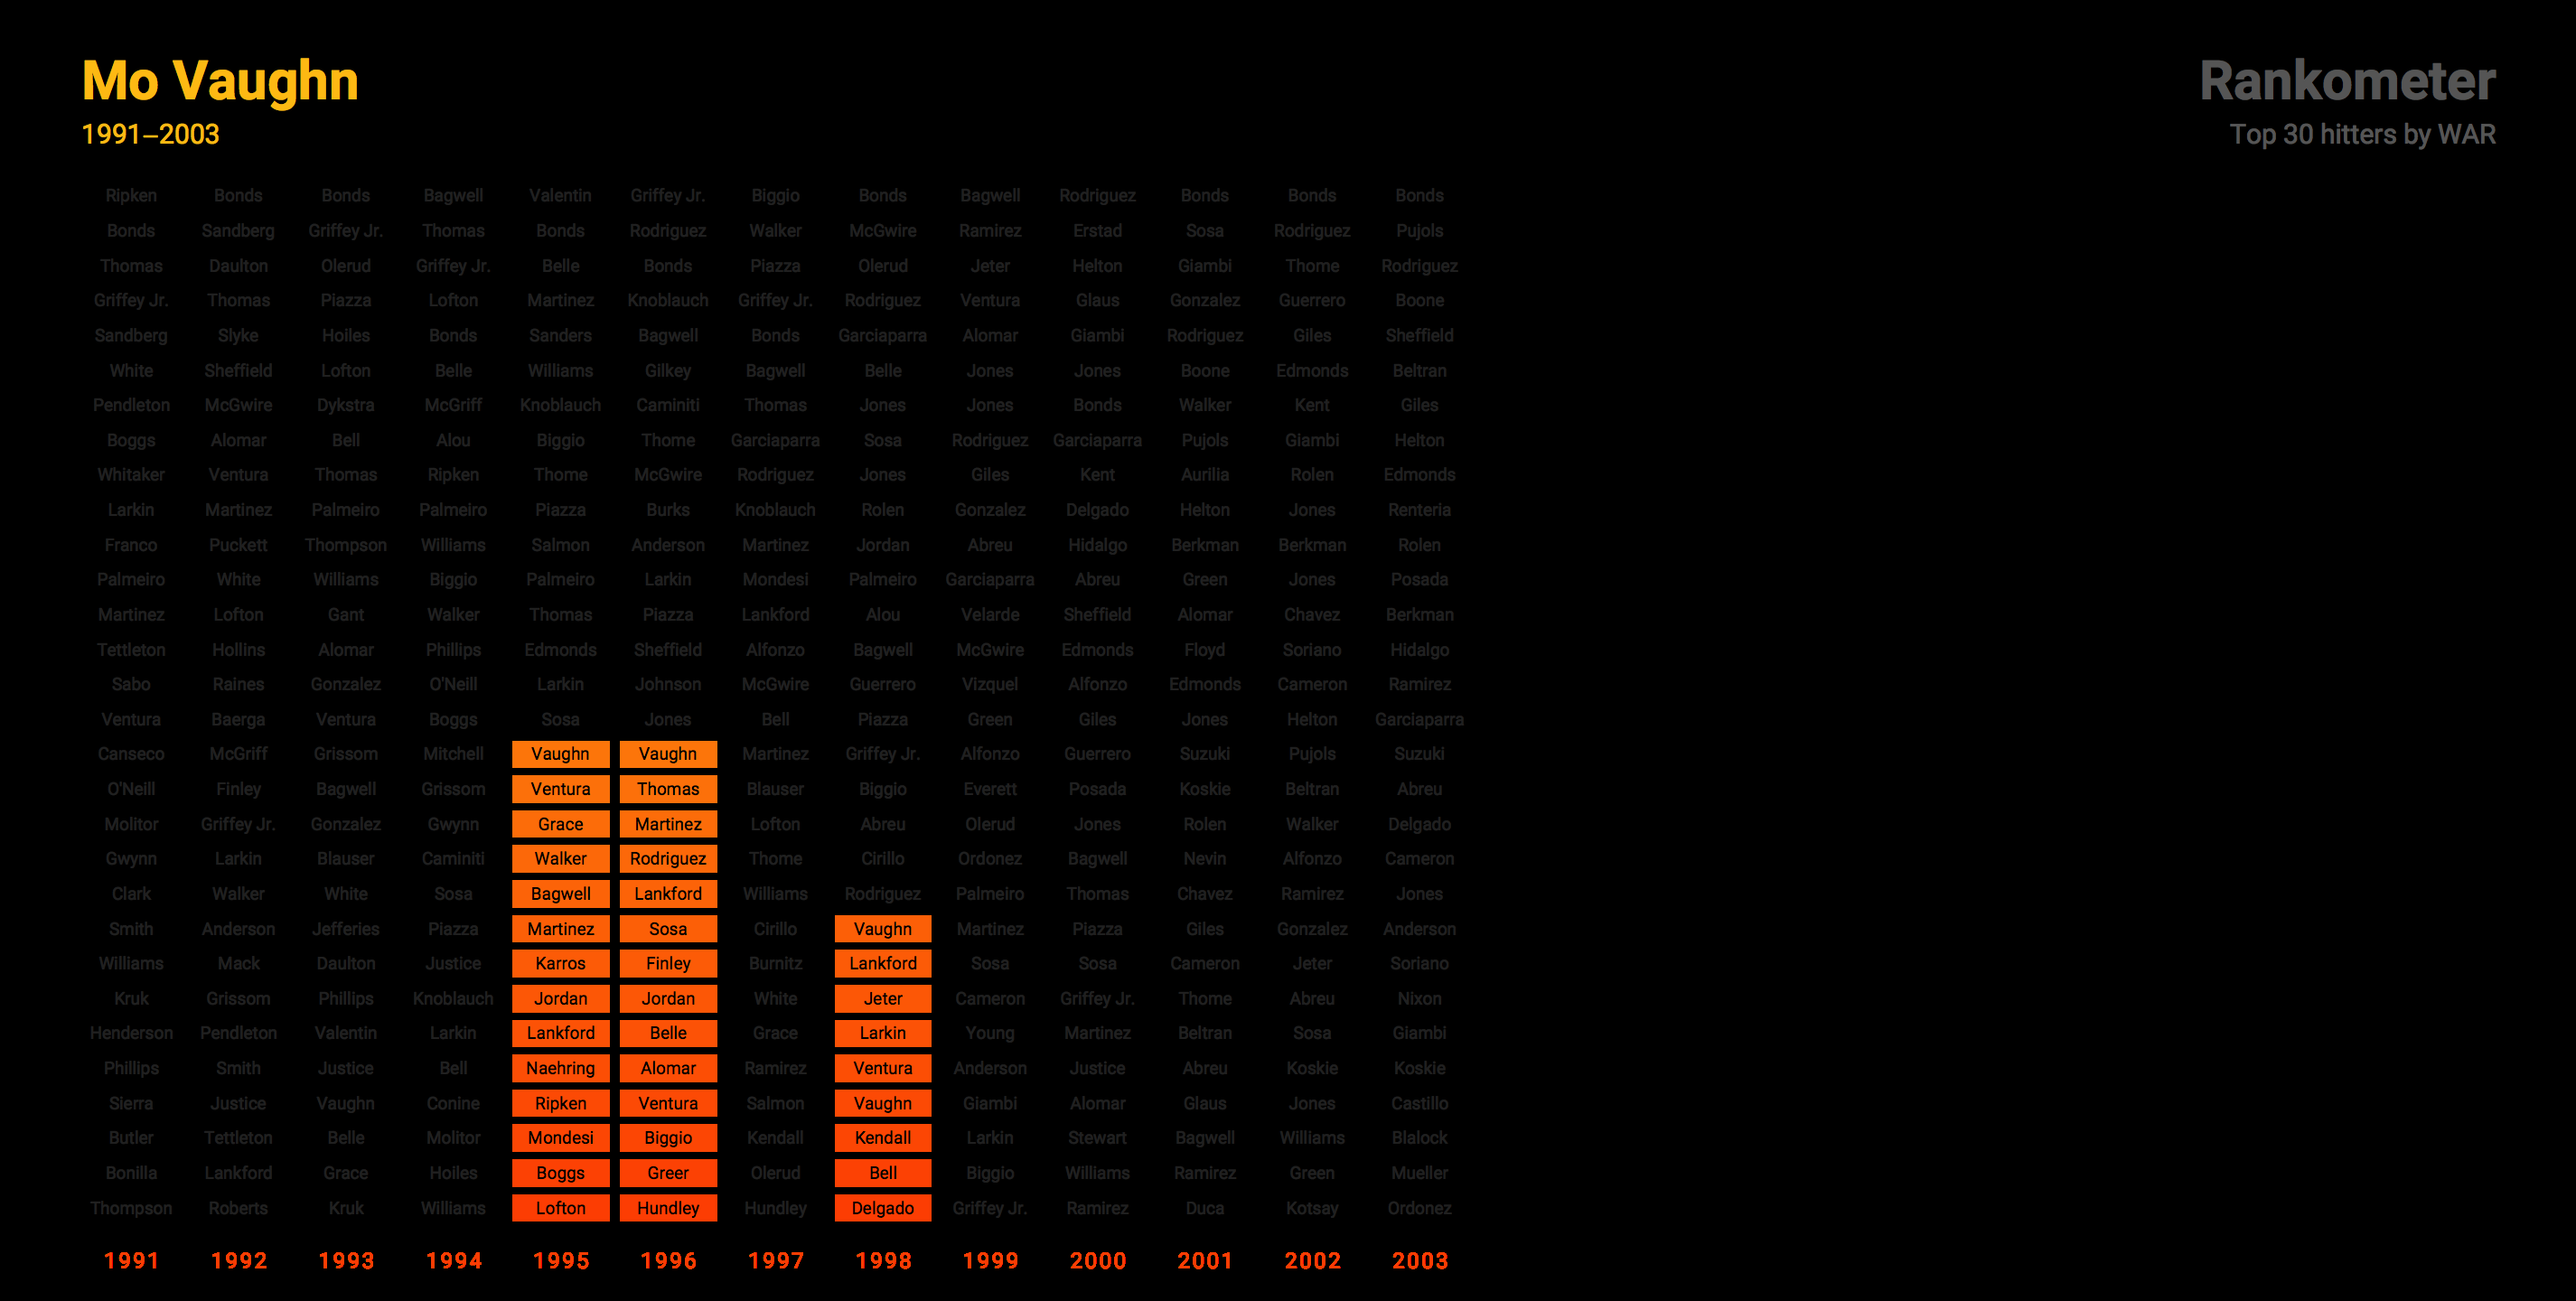 Mo Vaughn
1991–2003
Rankometer
Top 30 hitters by WAR
Ripken Bonds Bonds Bagwell Valentin Griffey Jr. Biggio Bonds Bagwell Rodriguez Bonds Bonds Bonds
Bonds Sandberg Griffey Jr. Thomas Bonds Rodriguez Walker McGwire Ramirez Erstad Sosa Rodriguez Pujols
Thomas Daulton Olerud Griffey Jr. Belle Bonds Piazza Olerud Jeter Helton Giambi Thome Rodriguez
Griffey Jr. Thomas Piazza Lofton Martinez Knoblauch Griffey Jr. Rodriguez Ventura Glaus Gonzalez Guerrero Boone
Sandberg Slyke Hoiles Bonds Sanders Bagwell Bonds Garciaparra Alomar Giambi Rodriguez Giles Sheffield
White Sheffield Lofton Belle Williams Gilkey Bagwell Belle Jones Jones Boone Edmonds Beltran
Pendleton McGwire Dykstra McGriff Knoblauch Caminiti Thomas Jones Jones Bonds Walker Kent Giles
Boggs Alomar Bell Alou Biggio Thome Garciaparra Sosa Rodriguez Garciaparra Pujols Giambi Helton
Whitaker Ventura Thomas Ripken Thome McGwire Rodriguez Jones Giles Kent Aurilia Rolen Edmonds
Larkin Martinez Palmeiro Palmeiro Piazza Burks Knoblauch Rolen Gonzalez Delgado Helton Jones Renteria
Franco Puckett Thompson Williams Salmon Anderson Martinez Jordan Abreu Hidalgo Berkman Berkman Rolen
Palmeiro White Williams Biggio Palmeiro Larkin Mondesi Palmeiro Garciaparra Abreu Green Jones Posada
Martinez Lofton Gant Walker Thomas Piazza Lankford Alou Velarde Sheffield Alomar Chavez Berkman
Tettleton Hollins Alomar Phillips Edmonds Sheffield Alfonzo Bagwell McGwire Edmonds Floyd Soriano Hidalgo
Sabo Raines Gonzalez O'Neill Larkin Johnson McGwire Guerrero Vizquel Alfonzo Edmonds Cameron Ramirez
Ventura Baerga Ventura Boggs Sosa Jones Bell Piazza Green Giles Jones Helton Garciaparra
Canseco McGriff Grissom Mitchell Vaughn Vaughn Martinez Griffey Jr. Alfonzo Guerrero Suzuki Pujols Suzuki
O'Neill Finley Bagwell Grissom Ventura Thomas Blauser Biggio Everett Posada Koskie Beltran Abreu
Molitor Griffey Jr. Gonzalez Gwynn Grace Martinez Lofton Abreu Olerud Jones Rolen Walker Delgado
Gwynn Larkin Blauser Caminiti Walker Rodriguez Thome Cirillo Ordonez Bagwell Nevin Alfonzo Cameron
Clark Walker White Sosa Bagwell Lankford Williams Rodriguez Palmeiro Thomas Chavez Ramirez Jones
Smith Anderson Jefferies Piazza Martinez Sosa Cirillo Vaughn Martinez Piazza Giles Gonzalez Anderson
Williams Mack Daulton Justice Karros Finley Burnitz Lankford Sosa Sosa Cameron Jeter Soriano
Kruk Grissom Phillips Knoblauch Jordan Jordan White Jeter Cameron Griffey Jr. Thome Abreu Nixon
Henderson Pendleton Valentin Larkin Lankford Belle Grace Larkin Young Martinez Beltran Sosa Giambi
Phillips Smith Justice Bell Naehring Alomar Ramirez Ventura Anderson Justice Abreu Koskie Koskie
Sierra Justice Vaughn Conine Ripken Ventura Salmon Vaughn Giambi Alomar Glaus Jones Castillo
Butler Tettleton Belle Molitor Mondesi Biggio Kendall Kendall Larkin Stewart Bagwell Williams Blalock
Bonilla Lankford Grace Hoiles Boggs Greer Olerud Bell Biggio Williams Ramirez Green Mueller
Thompson Roberts Kruk Williams Lofton Hundley Hundley Delgado Griffey Jr. Ramirez Duca Kotsay Ordonez
1991 1992 1993 1994 1995 1996 1997 1998 1999 2000 2001 2002 2003